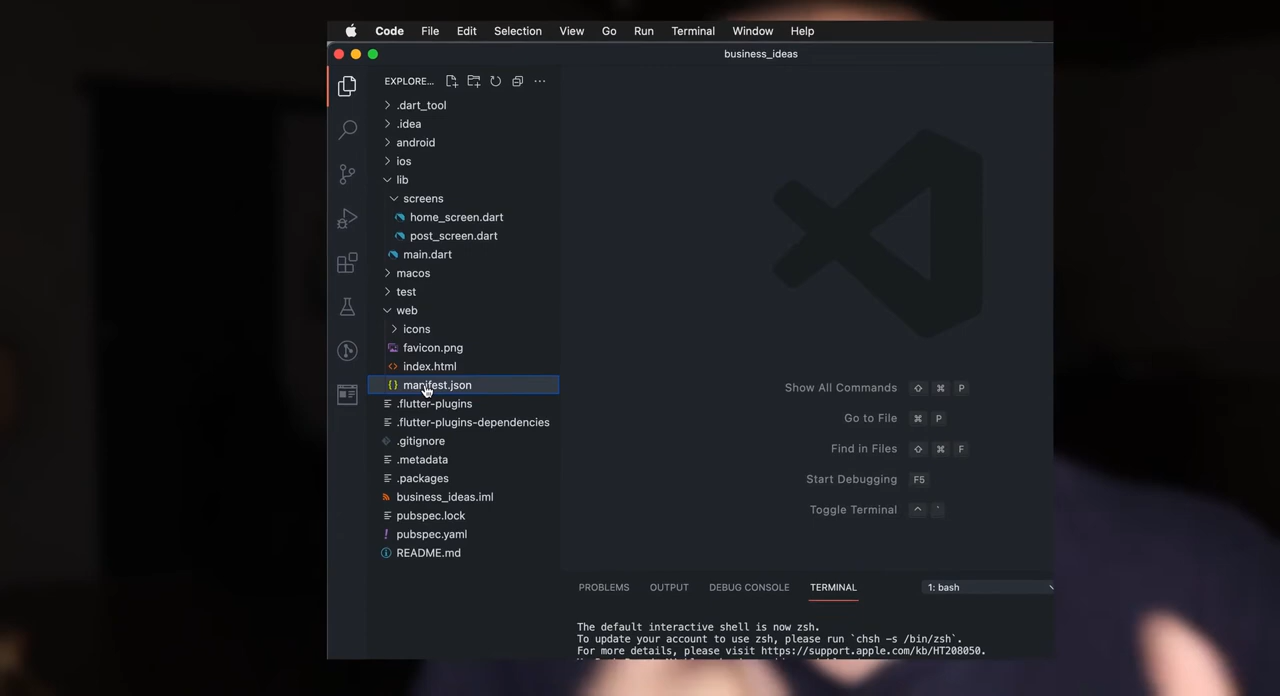 Code File Edit Selection View Go Run Terminal Window Help
business_ideas
EXPLORE...
.dart_tool
.idea
android
ios
lib
screens
home_screen.dart
post_screen.dart
main.dart
macos
test
web
icons
favicon.png
index.html
manifest.json
.flutter-plugins
.flutter-plugins-dependencies
.gitignore
.metadata
.packages
business_ideas.iml
pubspec.lock
pubspec.yaml
README.md
Show All Commands ⇧ ⌘ P
Go to File ⌘ P
Find in Files ⇧ ⌘ F
Start Debugging F5
Toggle Terminal ^ `
PROBLEMS OUTPUT DEBUG CONSOLE TERMINAL 1: bash
The default interactive shell is now zsh.
To update your account to use zsh, please run `chsh -s /bin/zsh`.
For more details, please visit https://support.apple.com/kb/HT208050.